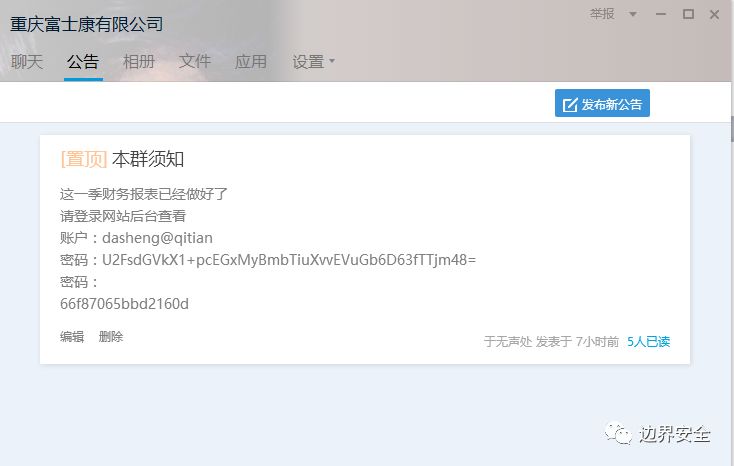 重庆富士康有限公司
举报
聊天 公告 相册 文件 应用 设置
发布新公告
[置顶] 本群须知
这一季财务报表已经做好了
请登录网站后台查看
账户：dasheng@qitian
密码：U2FsdGVkX1+pcEGxMyBmbTiuXvvEVuGb6D63fTTjm48=
密码：
66f87065bbd2160d
编辑 删除
于无声处 发表于 7小时前 5人已读
边界安全